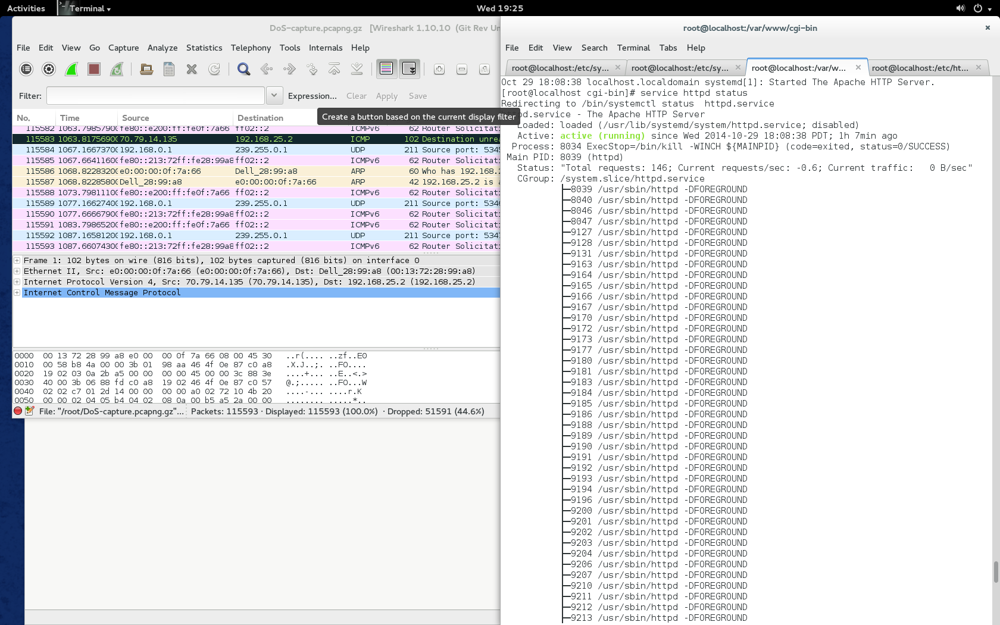 Activities
Terminal
Wed 19:25
DoS-capture.pcapng.gz [Wireshark 1.10.10 (Git Rev Un
File Edit View Go Capture Analyze Statistics Telephony Tools Internals Help
Filter: Expression... Clear Apply Save
Create a button based on the current display filter
No. Time Source Destination
115582 1063.7985790 fe80::e200:ff:fe0f:7a66 ff02::2 ICMPv6 62 Router Solicitat
115583 1063.8175690 70.79.14.135 192.168.25.2 ICMP 102 Destination unrea
115584 1067.1667370 192.168.0.1 239.255.0.1 UDP 211 Source port: 5345
115585 1067.6641160 fe80::213:72ff:fe28:99a8 ff02::2 ICMPv6 62 Router Solicitat
115586 1068.8228320 e0:00:00:0f:7a:66 Dell_28:99:a8 ARP 60 Who has 192.168.2
115587 1068.8228580 Dell_28:99:a8 e0:00:00:0f:7a:66 ARP 42 192.168.25.2 is a
115588 1073.7981110 fe80::e200:ff:fe0f:7a66 ff02::2 ICMPv6 62 Router Solicitat
115589 1077.1662740 192.168.0.1 239.255.0.1 UDP 211 Source port: 5346
115590 1077.6666790 fe80::213:72ff:fe28:99a8 ff02::2 ICMPv6 62 Router Solicitat
115591 1083.7986520 fe80::e200:ff:fe0f:7a66 ff02::2 ICMPv6 62 Router Solicitat
115592 1087.1658120 192.168.0.1 239.255.0.1 UDP 211 Source port: 5347
115593 1087.6607430 fe80::213:72ff:fe28:99a8 ff02::2 ICMPv6 62 Router Solicitat
Frame 1: 102 bytes on wire (816 bits), 102 bytes captured (816 bits) on interface 0
Ethernet II, Src: e0:00:00:0f:7a:66 (e0:00:00:0f:7a:66), Dst: Dell_28:99:a8 (00:13:72:28:99:a8)
Internet Protocol Version 4, Src: 70.79.14.135 (70.79.14.135), Dst: 192.168.25.2 (192.168.25.2)
Internet Control Message Protocol
0000 00 13 72 28 99 a8 e0 00 00 0f 7a 66 08 00 45 30 ..r(.... ..zf..E0
0010 00 58 b8 4a 00 00 3b 01 98 aa 46 4f 0e 87 c0 a8 .X.J..;. ..FO....
0020 19 02 03 0a 2b a5 00 00 00 00 45 00 00 3c 88 3e ....+... ..E..<.>
0030 40 00 3b 06 88 fd c0 a8 19 02 46 4f 0e 87 c0 57 @.;..... ..FO...W
0040 02 02 c7 01 2d 14 00 00 00 00 a0 02 72 10 4b 20 ....-... ....r.K
0050 00 00 02 04 05 b4 04 02 08 0a 00 b5 a5 2a 00 00 ........ .....*..
File: "/root/DoS-capture.pcapng.gz"... Packets: 115593 · Displayed: 115593 (100.0%) · Dropped: 51591 (44.6%)
root@localhost:/var/www/cgi-bin
File Edit View Search Terminal Tabs Help
root@localhost:/etc/sy... root@localhost:/etc/sy... root@localhost:/var/w... root@localhost:/etc/ht...
Oct 29 18:08:38 localhost.localdomain systemd[1]: Started The Apache HTTP Server.
[root@localhost cgi-bin]# service httpd status
Redirecting to /bin/systemctl status httpd.service
pd.service - The Apache HTTP Server
Loaded: loaded (/usr/lib/systemd/system/httpd.service; disabled)
Active: active (running) since Wed 2014-10-29 18:08:38 PDT; 1h 7min ago
Process: 8034 ExecStop=/bin/kill -WINCH ${MAINPID} (code=exited, status=0/SUCCESS)
Main PID: 8039 (httpd)
Status: "Total requests: 146; Current requests/sec: -0.6; Current traffic: 0 B/sec"
CGroup: /system.slice/httpd.service
├─8039 /usr/sbin/httpd -DFOREGROUND
├─8040 /usr/sbin/httpd -DFOREGROUND
├─8046 /usr/sbin/httpd -DFOREGROUND
├─8047 /usr/sbin/httpd -DFOREGROUND
├─9127 /usr/sbin/httpd -DFOREGROUND
├─9128 /usr/sbin/httpd -DFOREGROUND
├─9131 /usr/sbin/httpd -DFOREGROUND
├─9163 /usr/sbin/httpd -DFOREGROUND
├─9164 /usr/sbin/httpd -DFOREGROUND
├─9165 /usr/sbin/httpd -DFOREGROUND
├─9166 /usr/sbin/httpd -DFOREGROUND
├─9167 /usr/sbin/httpd -DFOREGROUND
├─9170 /usr/sbin/httpd -DFOREGROUND
├─9172 /usr/sbin/httpd -DFOREGROUND
├─9173 /usr/sbin/httpd -DFOREGROUND
├─9177 /usr/sbin/httpd -DFOREGROUND
├─9180 /usr/sbin/httpd -DFOREGROUND
├─9181 /usr/sbin/httpd -DFOREGROUND
├─9183 /usr/sbin/httpd -DFOREGROUND
├─9184 /usr/sbin/httpd -DFOREGROUND
├─9185 /usr/sbin/httpd -DFOREGROUND
├─9186 /usr/sbin/httpd -DFOREGROUND
├─9188 /usr/sbin/httpd -DFOREGROUND
├─9189 /usr/sbin/httpd -DFOREGROUND
├─9190 /usr/sbin/httpd -DFOREGROUND
├─9191 /usr/sbin/httpd -DFOREGROUND
├─9192 /usr/sbin/httpd -DFOREGROUND
├─9193 /usr/sbin/httpd -DFOREGROUND
├─9194 /usr/sbin/httpd -DFOREGROUND
├─9196 /usr/sbin/httpd -DFOREGROUND
├─9200 /usr/sbin/httpd -DFOREGROUND
├─9201 /usr/sbin/httpd -DFOREGROUND
├─9202 /usr/sbin/httpd -DFOREGROUND
├─9203 /usr/sbin/httpd -DFOREGROUND
├─9204 /usr/sbin/httpd -DFOREGROUND
├─9206 /usr/sbin/httpd -DFOREGROUND
├─9207 /usr/sbin/httpd -DFOREGROUND
├─9210 /usr/sbin/httpd -DFOREGROUND
├─9211 /usr/sbin/httpd -DFOREGROUND
├─9212 /usr/sbin/httpd -DFOREGROUND
├─9213 /usr/sbin/httpd -DFOREGROUND